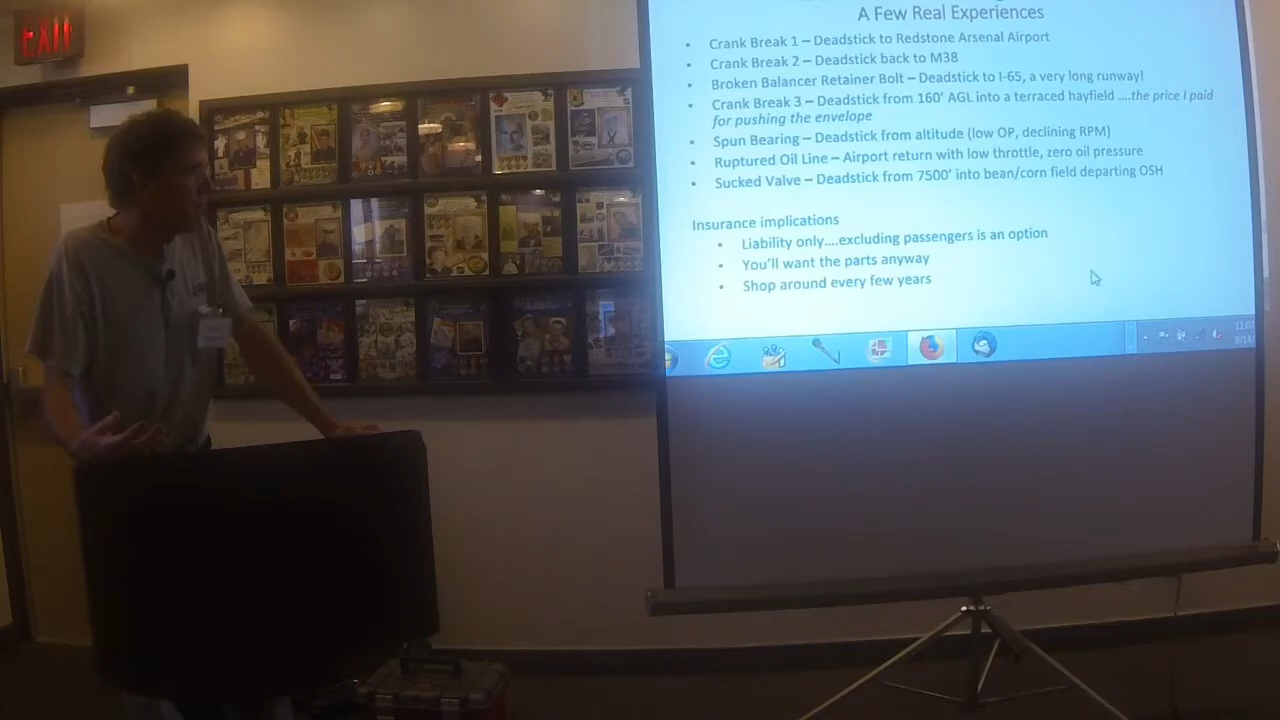 EXIT
A Few Real Experiences
• Crank Break 1 – Deadstick to Redstone Arsenal Airport
• Crank Break 2 – Deadstick back to M38
• Broken Balancer Retainer Bolt – Deadstick to I-65, a very long runway!
• Crank Break 3 – Deadstick from 160' AGL into a terraced hayfield ....the price I paid
for pushing the envelope
• Spun Bearing – Deadstick from altitude (low OP, declining RPM)
• Ruptured Oil Line – Airport return with low throttle, zero oil pressure
• Sucked Valve – Deadstick from 7500' into bean/corn field departing OSH
Insurance implications
• Liability only....excluding passengers is an option
• You'll want the parts anyway
• Shop around every few years